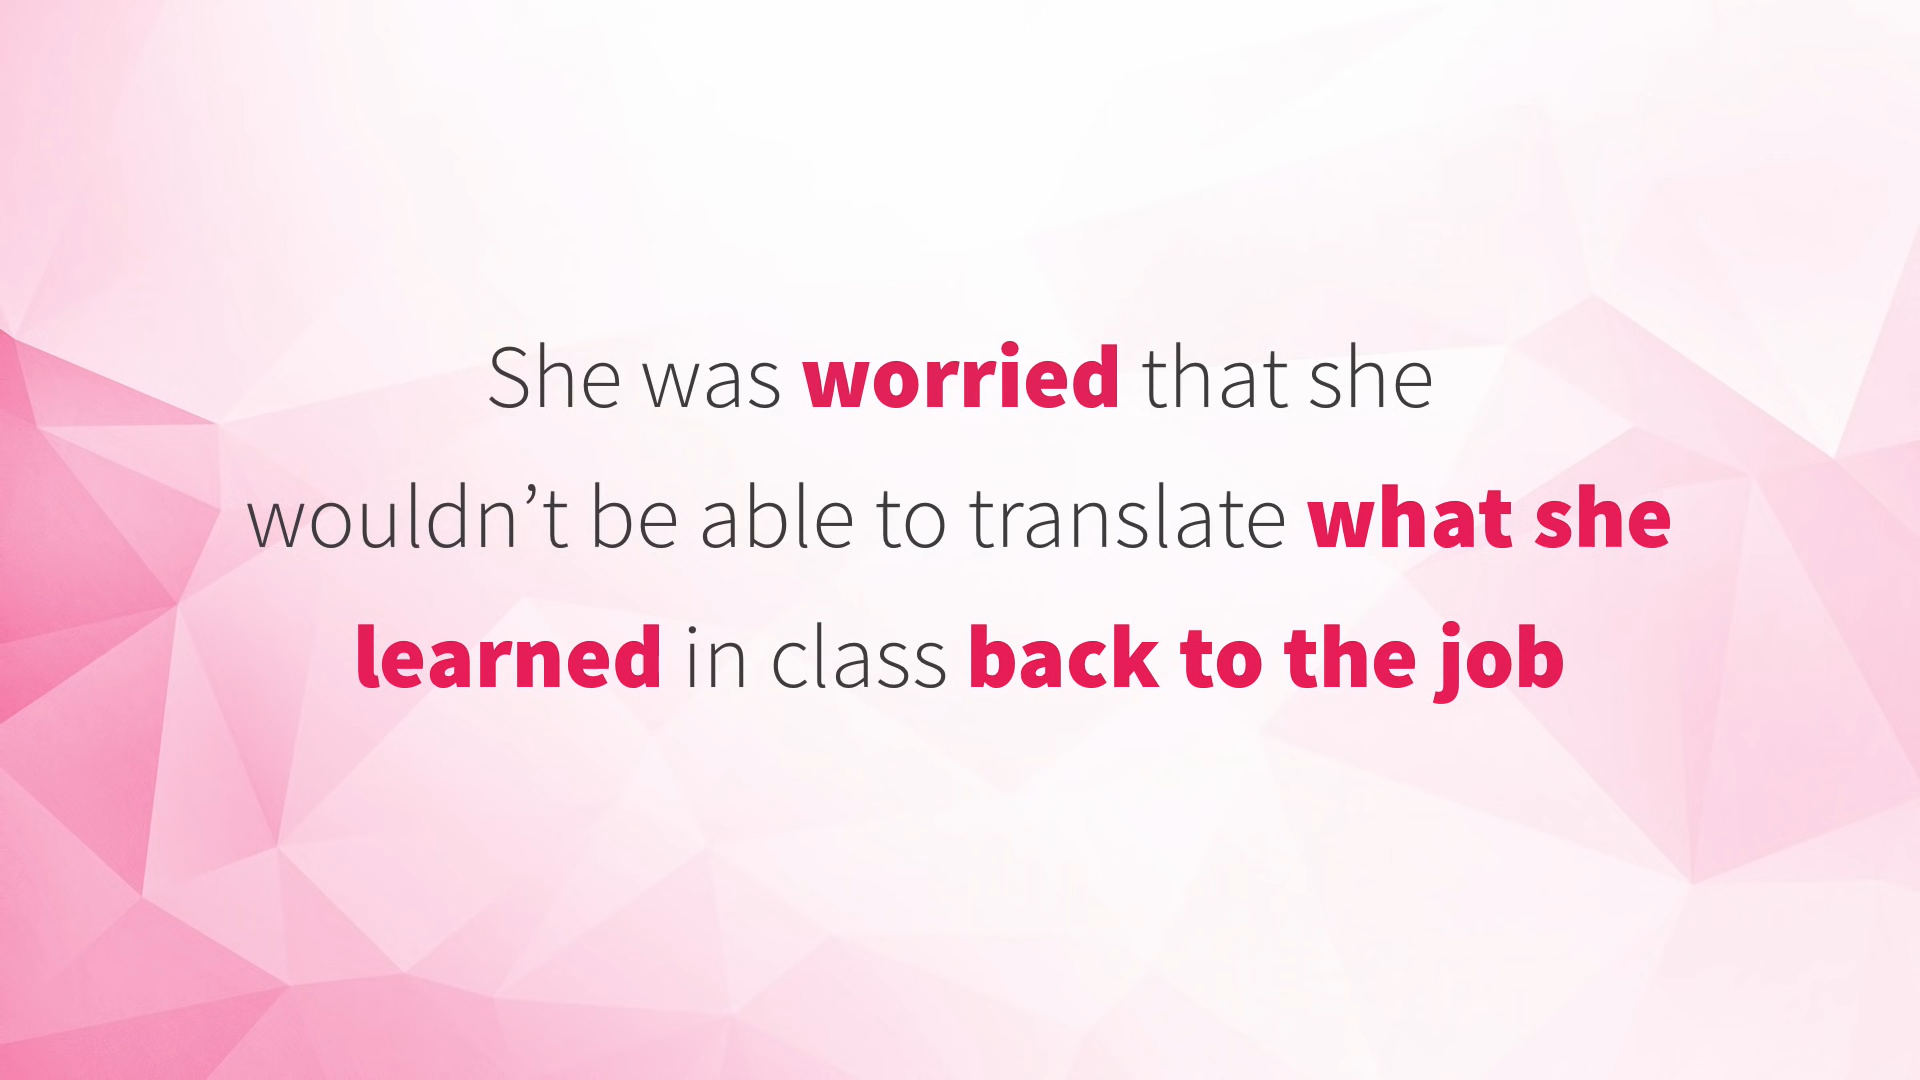 She was worried that she
wouldn’t be able to translate what she
learned in class back to the job